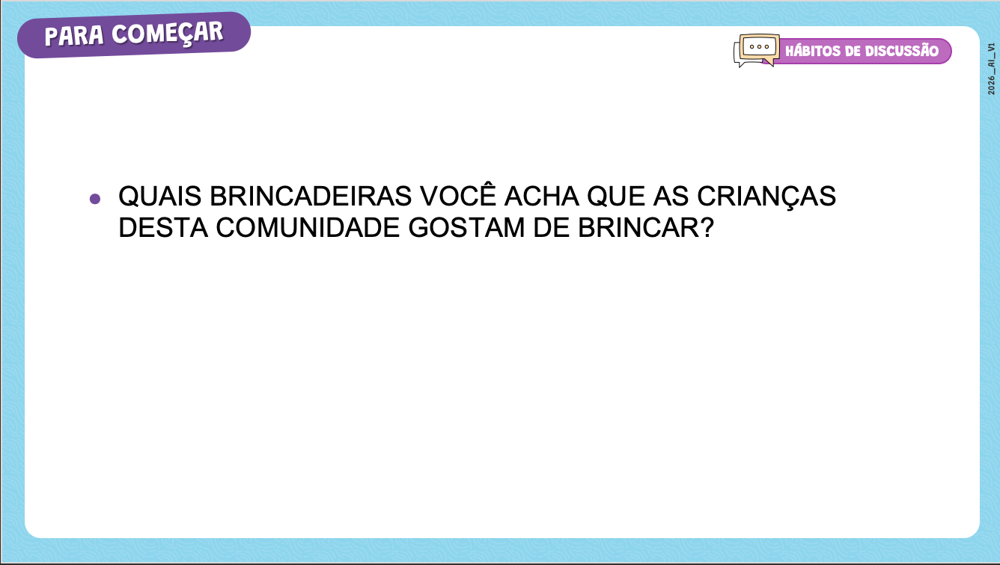 PARA COMEÇAR
HÁBITOS DE DISCUSSÃO
2026_AI_V1
• QUAIS BRINCADEIRAS VOCÊ ACHA QUE AS CRIANÇAS
DESTA COMUNIDADE GOSTAM DE BRINCAR?